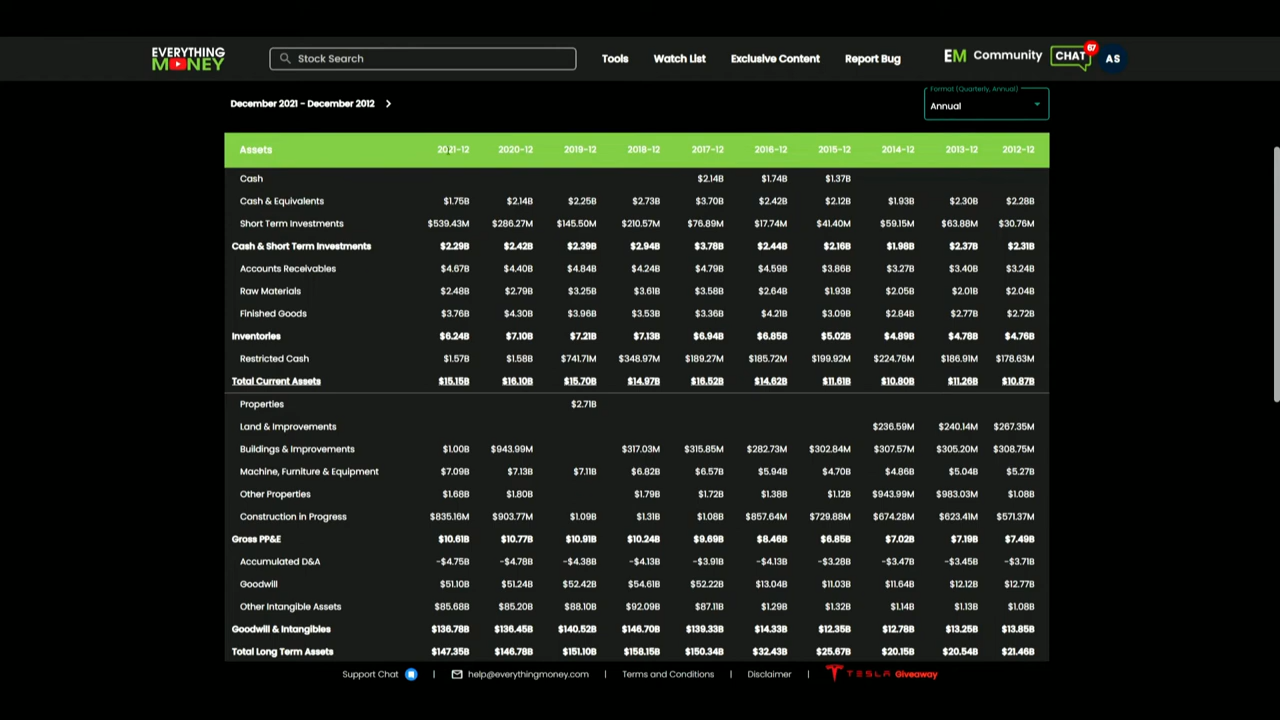 EVERYTHING MONEY
Stock Search
Tools
Watch List
Exclusive Content
Report Bug
EM Community
CHAT 67
AS
December 2021 - December 2012 >
Format (Quarterly, Annual)
Annual
Assets 2021-12 2020-12 2019-12 2018-12 2017-12 2016-12 2015-12 2014-12 2013-12 2012-12
Cash $2.14B $1.74B $1.37B
Cash & Equivalents $1.75B $2.14B $2.25B $2.73B $3.70B $2.42B $2.12B $1.93B $2.30B $2.28B
Short Term Investments $539.43M $286.27M $145.50M $210.57M $76.89M $17.74M $41.40M $59.15M $63.88M $30.76M
Cash & Short Term Investments $2.29B $2.42B $2.39B $2.94B $3.78B $2.44B $2.16B $1.98B $2.37B $2.31B
Accounts Receivables $4.67B $4.40B $4.84B $4.24B $4.79B $4.59B $3.86B $3.27B $3.40B $3.24B
Raw Materials $2.48B $2.79B $3.25B $3.61B $3.58B $2.64B $1.93B $2.05B $2.01B $2.04B
Finished Goods $3.76B $4.30B $3.96B $3.53B $3.36B $4.21B $3.09B $2.84B $2.77B $2.72B
Inventories $6.24B $7.10B $7.21B $7.13B $6.94B $6.85B $5.02B $4.89B $4.78B $4.76B
Restricted Cash $1.57B $1.58B $741.71M $348.97M $189.27M $185.72M $199.92M $224.76M $186.91M $178.63M
Total Current Assets $15.15B $16.10B $15.70B $14.97B $16.52B $14.62B $11.61B $10.80B $11.26B $10.87B
Properties $2.71B
Land & Improvements $236.59M $240.14M $267.35M
Buildings & Improvements $1.00B $943.99M $317.03M $315.85M $282.73M $302.84M $307.57M $305.20M $308.75M
Machine, Furniture & Equipment $7.09B $7.13B $7.11B $6.82B $6.57B $5.94B $4.70B $4.86B $5.04B $5.27B
Other Properties $1.68B $1.80B $1.79B $1.72B $1.38B $1.12B $943.99M $983.03M $1.08B
Construction in Progress $835.16M $903.77M $1.09B $1.31B $1.08B $857.64M $729.88M $674.28M $623.41M $571.37M
Gross PP&E $10.61B $10.77B $10.91B $10.24B $9.69B $8.46B $6.85B $7.02B $7.19B $7.49B
Accumulated D&A -$4.75B -$4.78B -$4.38B -$4.13B -$3.91B -$4.13B -$3.28B -$3.47B -$3.45B -$3.71B
Goodwill $51.10B $51.24B $52.42B $54.61B $52.22B $13.04B $11.03B $11.64B $12.12B $12.77B
Other Intangible Assets $85.68B $85.20B $88.10B $92.09B $87.11B $1.29B $1.32B $1.14B $1.13B $1.08B
Goodwill & Intangibles $136.78B $136.45B $140.52B $146.70B $139.33B $14.33B $12.35B $12.78B $13.25B $13.85B
Total Long Term Assets $147.35B $146.78B $151.10B $158.15B $150.34B $32.43B $25.67B $20.15B $20.54B $21.46B
Support Chat | help@everythingmoney.com | Terms and Conditions | Disclaimer | TESLA Giveaway